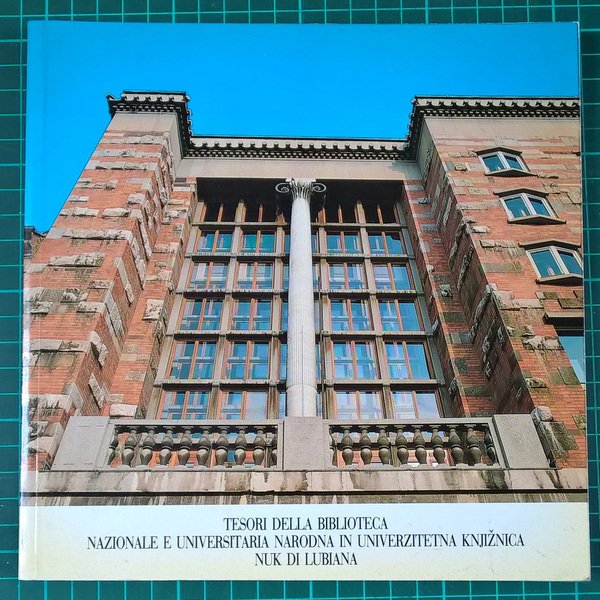 TESORI DELLA BIBLIOTECA
NAZIONALE E UNIVERSITARIA NARODNA IN UNIVERZITETNA KNJIŽNICA
NUK DI LUBIANA